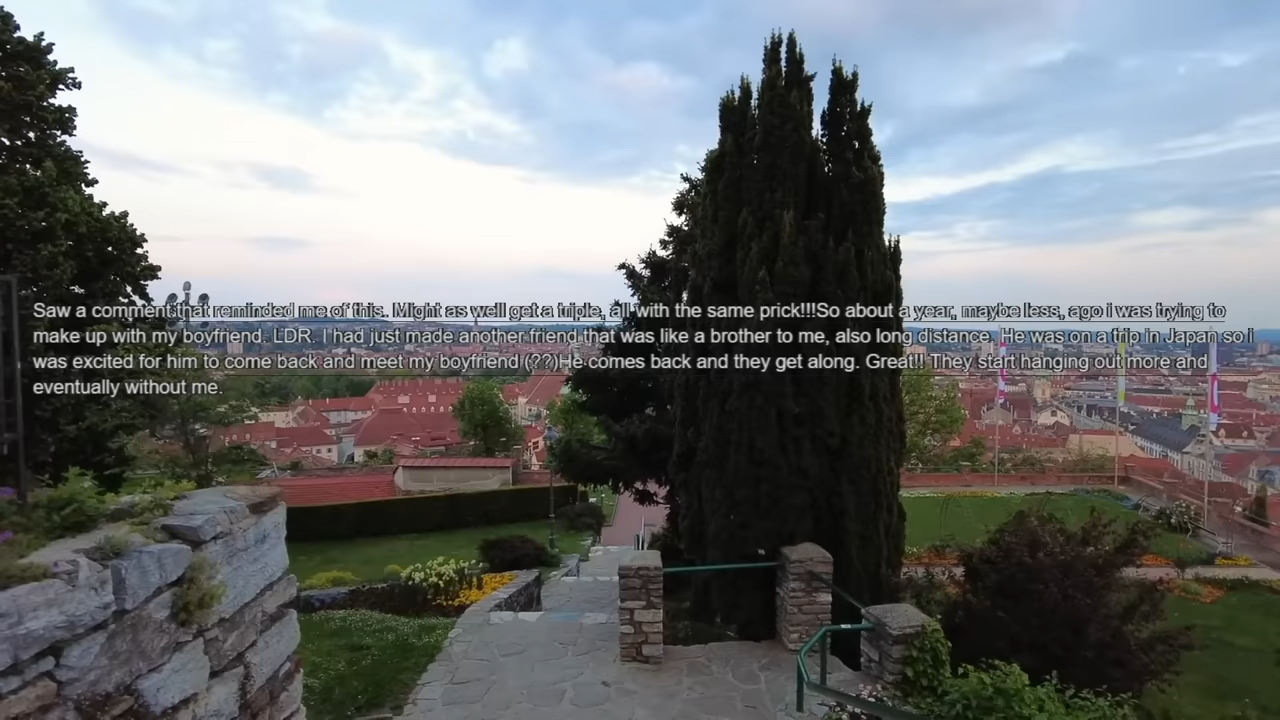 Saw a comment that reminded me of this. Might as well get a triple, all with the same prick!!!So about a year, maybe less, ago i was trying to
make up with my boyfriend. LDR. I had just made another friend that was like a brother to me, also long distance. He was on a trip in Japan so i
was excited for him to come back and meet my boyfriend (??)He comes back and they get along. Great!! They start hanging out more and
eventually without me.